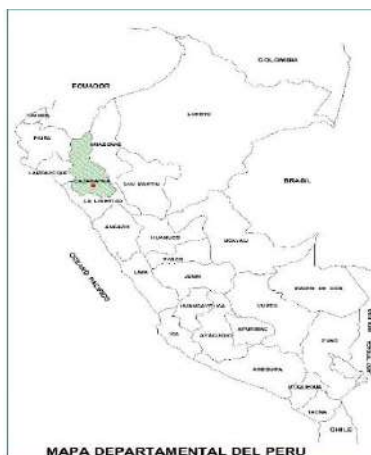 COLOMBIA
ECUADOR
LORETO
TUMBES
PIURA
AMAZONAS
LAMBAYEQUE
CAJAMARCA
SAN MARTIN
BRASIL
LA LIBERTAD
ANCASH
HUANUCO
UCAYALI
PASCO
OCEANO PACIFICO
LIMA
JUNIN
MADRE DE DIOS
HUANCAVELICA
CUSCO
ICA
AYACUCHO
APURIMAC
PUNO
AREQUIPA
MOQUEGUA
TACNA
CHILE
MAPA DEPARTAMENTAL DEL PERU